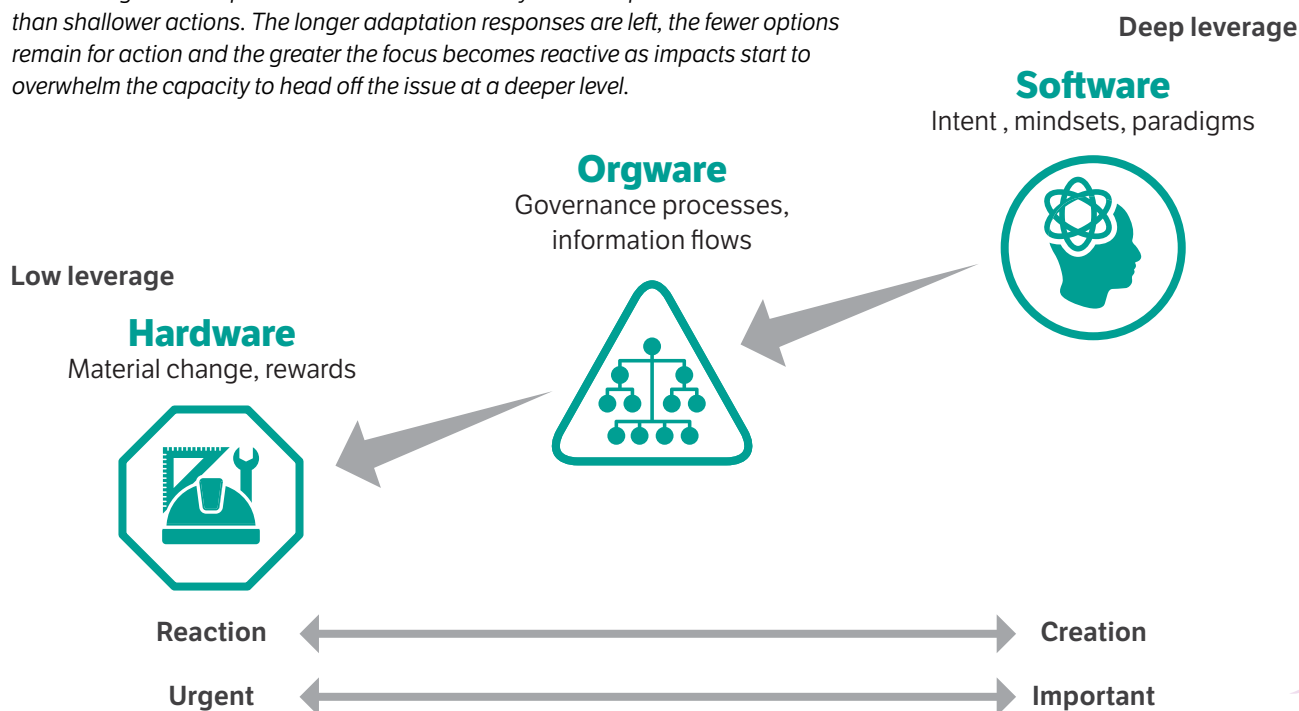 than shallower actions. The longer adaptation responses are left, the fewer options
remain for action and the greater the focus becomes reactive as impacts start to
overwhelm the capacity to head off the issue at a deeper level.
Deep leverage
Software
Intent , mindsets, paradigms
Orgware
Governance processes,
information flows
Low leverage
Hardware
Material change, rewards
Reaction
Creation
Urgent
Important